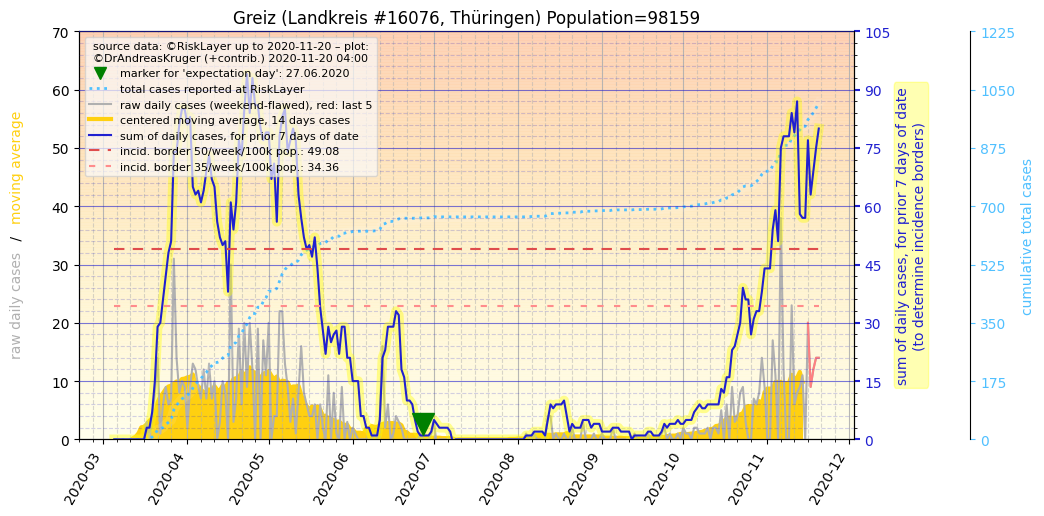 Greiz (Landkreis #16076, Thüringen) Population=98159
source data: ©RiskLayer up to 2020-11-20 – plot:
©DrAndreasKruger (+contrib.) 2020-11-20 04:00
marker for 'expectation day': 27.06.2020
total cases reported at RiskLayer
raw daily cases (weekend-flawed), red: last 5
centered moving average, 14 days cases
sum of daily cases, for prior 7 days of date
incid. border 50/week/100k pop.: 49.08
incid. border 35/week/100k pop.: 34.36
raw daily cases / moving average
70
60
50
40
30
20
10
0
2020-03
2020-04
2020-05
2020-06
2020-07
2020-08
2020-09
2020-10
2020-11
2020-12
105
90
75
60
45
30
15
0
sum of daily cases, for prior 7 days of date
(to determine incidence borders)
1225
1050
875
700
525
350
175
0
cumulative total cases